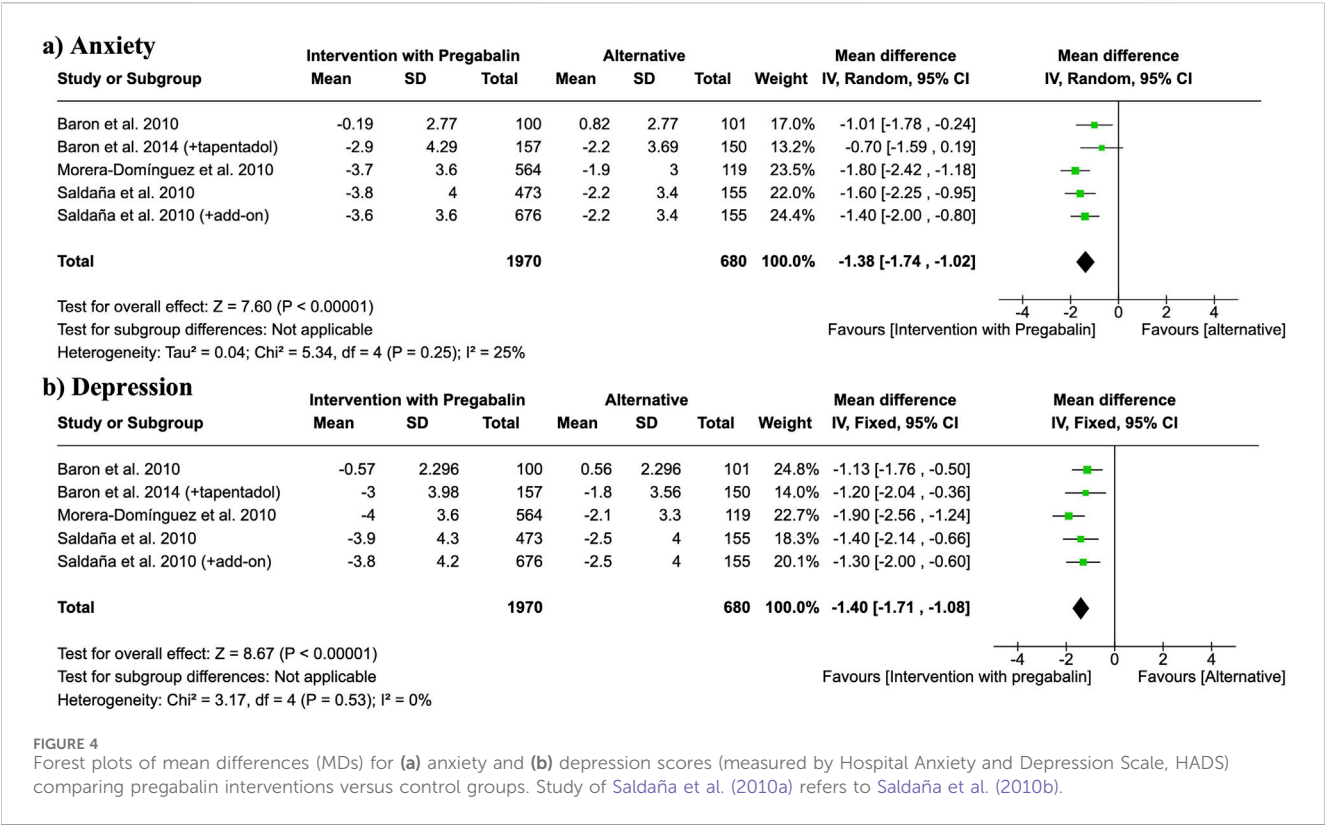 a) Anxiety
Intervention with Pregabalin Alternative Mean difference Mean difference
Study or Subgroup Mean SD Total Mean SD Total Weight IV, Random, 95% CI IV, Random, 95% CI
Baron et al. 2010 -0.19 2.77 100 0.82 2.77 101 17.0% -1.01 [-1.78 , -0.24]
Baron et al. 2014 (+tapentadol) -2.9 4.29 157 -2.2 3.69 150 13.2% -0.70 [-1.59 , 0.19]
Morera-Domínguez et al. 2010 -3.7 3.6 564 -1.9 3 119 23.5% -1.80 [-2.42 , -1.18]
Saldaña et al. 2010 -3.8 4 473 -2.2 3.4 155 22.0% -1.60 [-2.25 , -0.95]
Saldaña et al. 2010 (+add-on) -3.6 3.6 676 -2.2 3.4 155 24.4% -1.40 [-2.00 , -0.80]
Total 1970 680 100.0% -1.38 [-1.74 , -1.02]
Test for overall effect: Z = 7.60 (P < 0.00001)
-4 -2 0 2 4
Test for subgroup differences: Not applicable
Favours [Intervention with Pregabalin] Favours [alternative]
Heterogeneity: Tau² = 0.04; Chi² = 5.34, df = 4 (P = 0.25); I² = 25%
b) Depression
Intervention with Pregabalin Alternative Mean difference Mean difference
Study or Subgroup Mean SD Total Mean SD Total Weight IV, Fixed, 95% CI IV, Fixed, 95% CI
Baron et al. 2010 -0.57 2.296 100 0.56 2.296 101 24.8% -1.13 [-1.76 , -0.50]
Baron et al. 2014 (+tapentadol) -3 3.98 157 -1.8 3.56 150 14.0% -1.20 [-2.04 , -0.36]
Morera-Domínguez et al. 2010 -4 3.6 564 -2.1 3.3 119 22.7% -1.90 [-2.56 , -1.24]
Saldaña et al. 2010 -3.9 4.3 473 -2.5 4 155 18.3% -1.40 [-2.14 , -0.66]
Saldaña et al. 2010 (+add-on) -3.8 4.2 676 -2.5 4 155 20.1% -1.30 [-2.00 , -0.60]
Total 1970 680 100.0% -1.40 [-1.71 , -1.08]
Test for overall effect: Z = 8.67 (P < 0.00001)
-4 -2 0 2 4
Test for subgroup differences: Not applicable
Favours [Intervention with pregabalin] Favours [Alternative]
Heterogeneity: Chi² = 3.17, df = 4 (P = 0.53); I² = 0%
FIGURE 4
Forest plots of mean differences (MDs) for (a) anxiety and (b) depression scores (measured by Hospital Anxiety and Depression Scale, HADS)
comparing pregabalin interventions versus control groups. Study of Saldaña et al. (2010a) refers to Saldaña et al. (2010b).